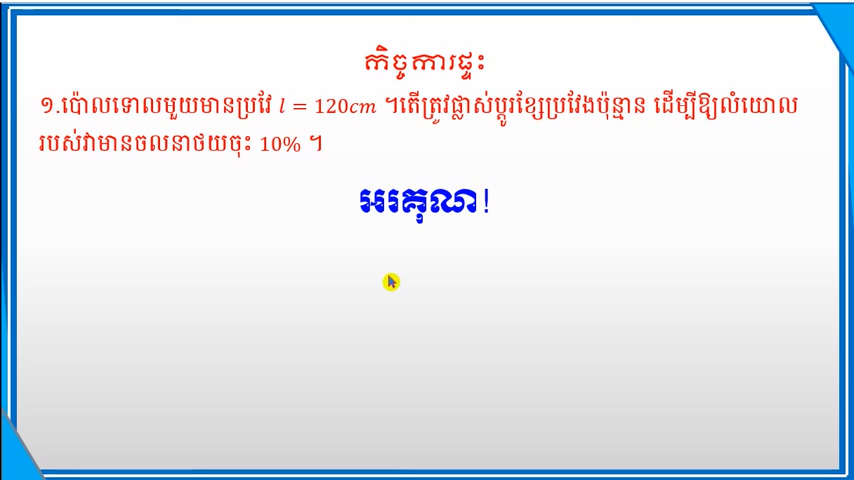 កិច្ចការផ្ទះ
១.ប៉ោលទោលមួយមានប្រវែ l = 120cm ។តើត្រូវផ្លាស់ប្តូរខ្សែប្រវែងប៉ុន្មាន ដើម្បីឱ្យលំយោល
របស់វាមានចលនាថយចុះ 10% ។
អរគុណ!